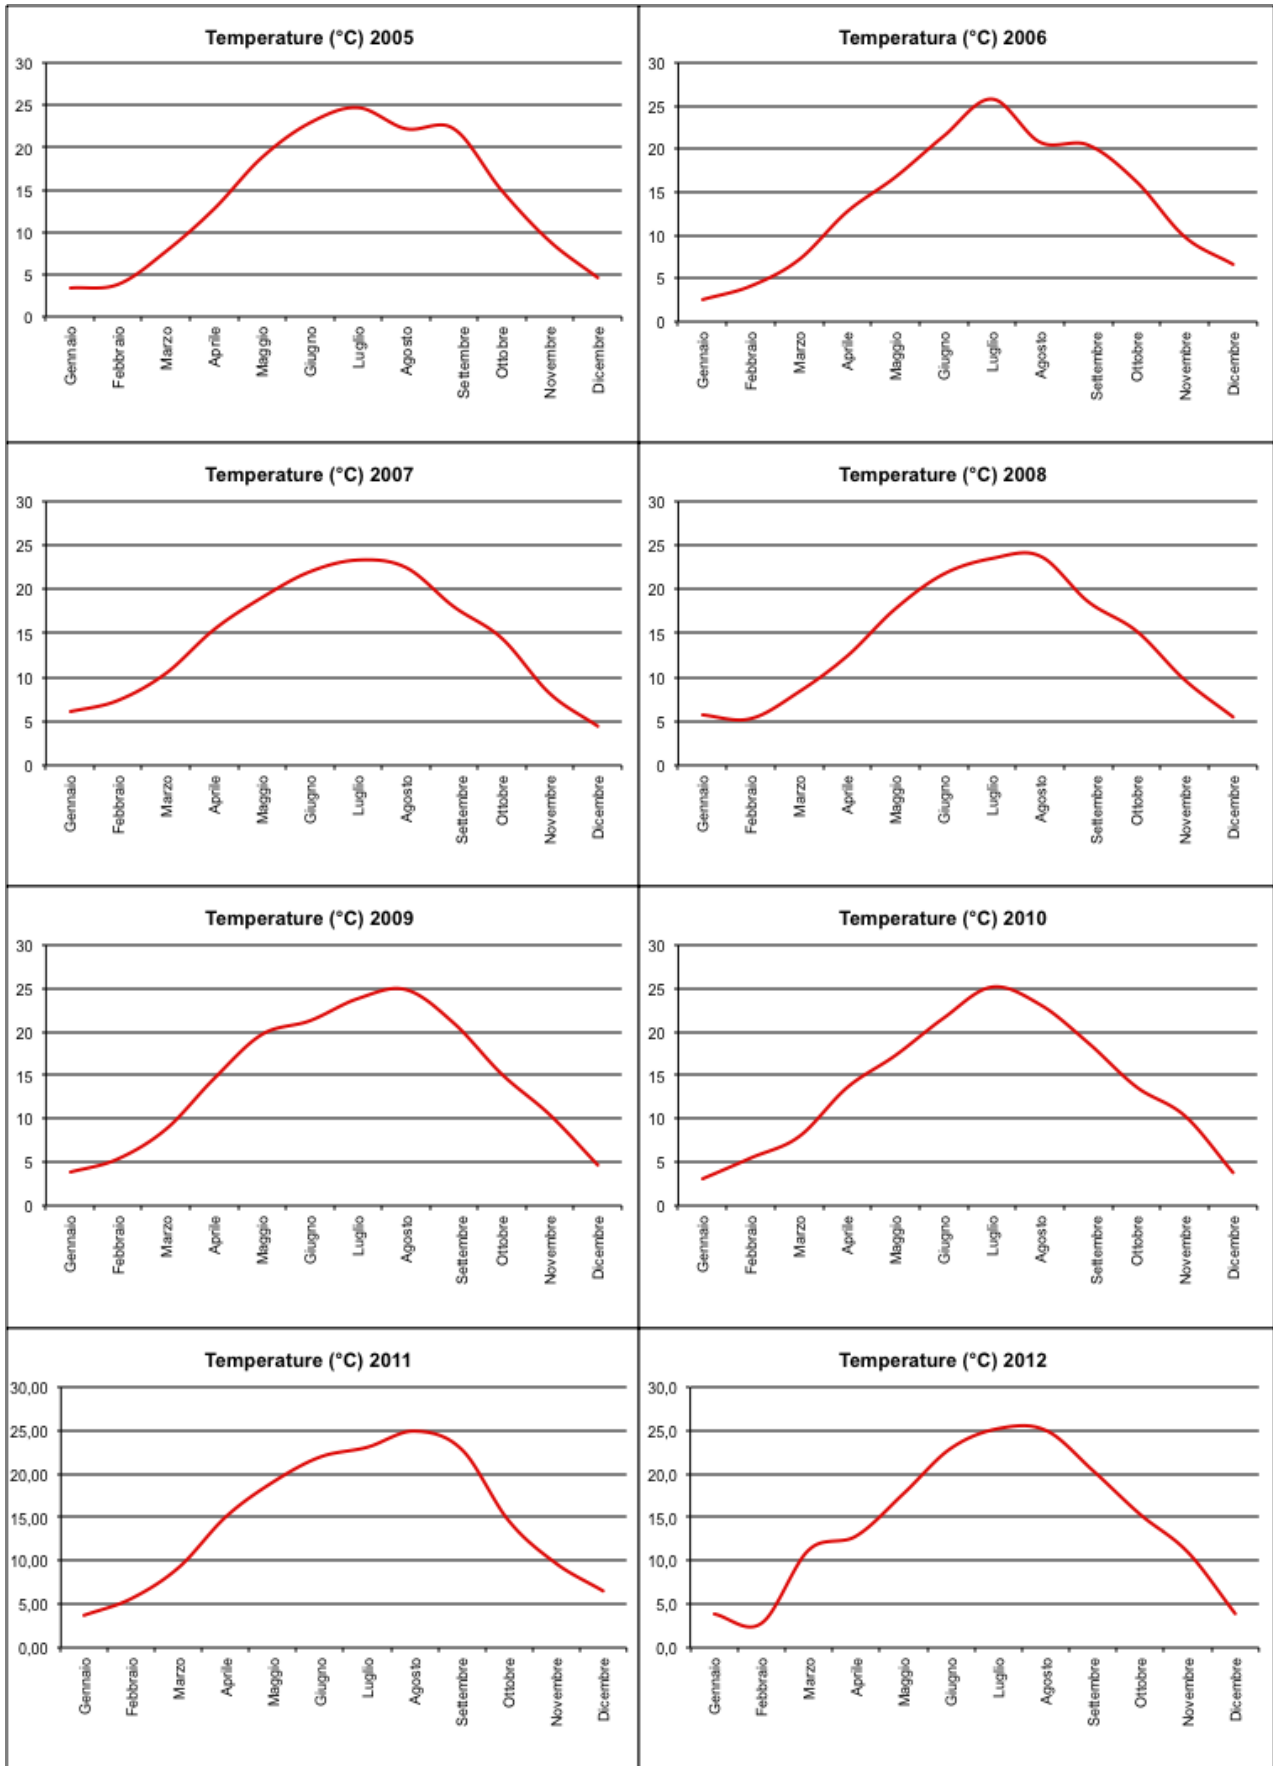 Temperature (°C) 2005
30
25
20
15
10
5
0
Gennaio
Febbraio
Marzo
Aprile
Maggio
Giugno
Luglio
Agosto
Settembre
Ottobre
Novembre
Dicembre
Temperatura (°C) 2006
30
25
20
15
10
5
0
Gennaio
Febbraio
Marzo
Aprile
Maggio
Giugno
Luglio
Agosto
Settembre
Ottobre
Novembre
Dicembre
Temperature (°C) 2007
30
25
20
15
10
5
0
Gennaio
Febbraio
Marzo
Aprile
Maggio
Giugno
Luglio
Agosto
Settembre
Ottobre
Novembre
Dicembre
Temperature (°C) 2008
30
25
20
15
10
5
0
Gennaio
Febbraio
Marzo
Aprile
Maggio
Giugno
Luglio
Agosto
Settembre
Ottobre
Novembre
Dicembre
Temperature (°C) 2009
30
25
20
15
10
5
0
Gennaio
Febbraio
Marzo
Aprile
Maggio
Giugno
Luglio
Agosto
Settembre
Ottobre
Novembre
Dicembre
Temperature (°C) 2010
30
25
20
15
10
5
0
Gennaio
Febbraio
Marzo
Aprile
Maggio
Giugno
Luglio
Agosto
Settembre
Ottobre
Novembre
Dicembre
Temperature (°C) 2011
30,00
25,00
20,00
15,00
10,00
5,00
0,00
Gennaio
Febbraio
Marzo
Aprile
Maggio
Giugno
Luglio
Agosto
Settembre
Ottobre
Novembre
Dicembre
Temperature (°C) 2012
30,0
25,0
20,0
15,0
10,0
5,0
0,0
Gennaio
Febbraio
Marzo
Aprile
Maggio
Giugno
Luglio
Agosto
Settembre
Ottobre
Novembre
Dicembre